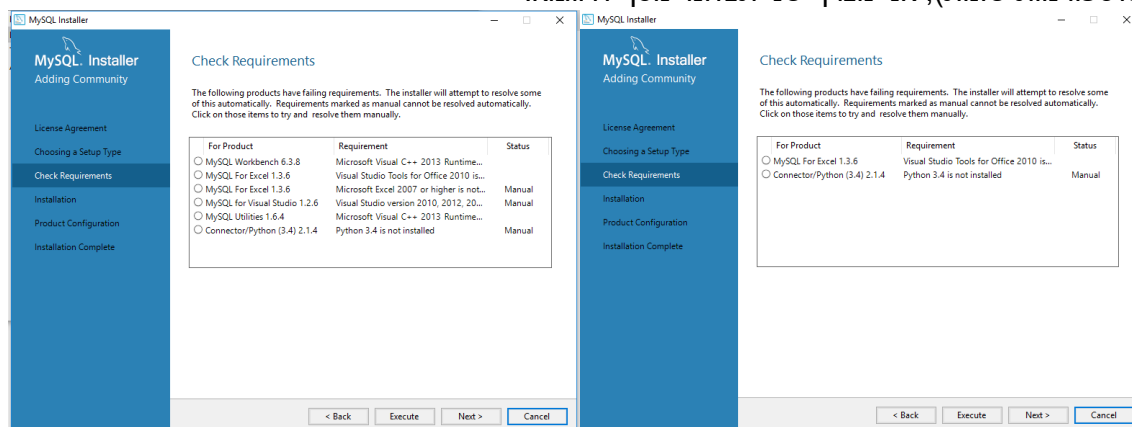 MySQL Installer
MySQL. Installer
Adding Community
License Agreement
Choosing a Setup Type
Check Requirements
Installation
Product Configuration
Installation Complete
Check Requirements
The following products have failing requirements. The installer will attempt to resolve some
of this automatically. Requirements marked as manual cannot be resolved automatically.
Click on those items to try and resolve them manually.
For Product Requirement Status
MySQL Workbench 6.3.8 Microsoft Visual C++ 2013 Runtime...
MySQL For Excel 1.3.6 Visual Studio Tools for Office 2010 is...
MySQL For Excel 1.3.6 Microsoft Excel 2007 or higher is not... Manual
MySQL for Visual Studio 1.2.6 Visual Studio version 2010, 2012, 20... Manual
MySQL Utilities 1.6.4 Microsoft Visual C++ 2013 Runtime...
Connector/Python (3.4) 2.1.4 Python 3.4 is not installed Manual
< Back Execute Next > Cancel
MySQL Installer
MySQL. Installer
Adding Community
License Agreement
Choosing a Setup Type
Check Requirements
Installation
Product Configuration
Installation Complete
Check Requirements
The following products have failing requirements. The installer will attempt to resolve some
of this automatically. Requirements marked as manual cannot be resolved automatically.
Click on those items to try and resolve them manually.
For Product Requirement Status
MySQL For Excel 1.3.6 Visual Studio Tools for Office 2010 is...
Connector/Python (3.4) 2.1.4 Python 3.4 is not installed Manual
< Back Execute Next > Cancel